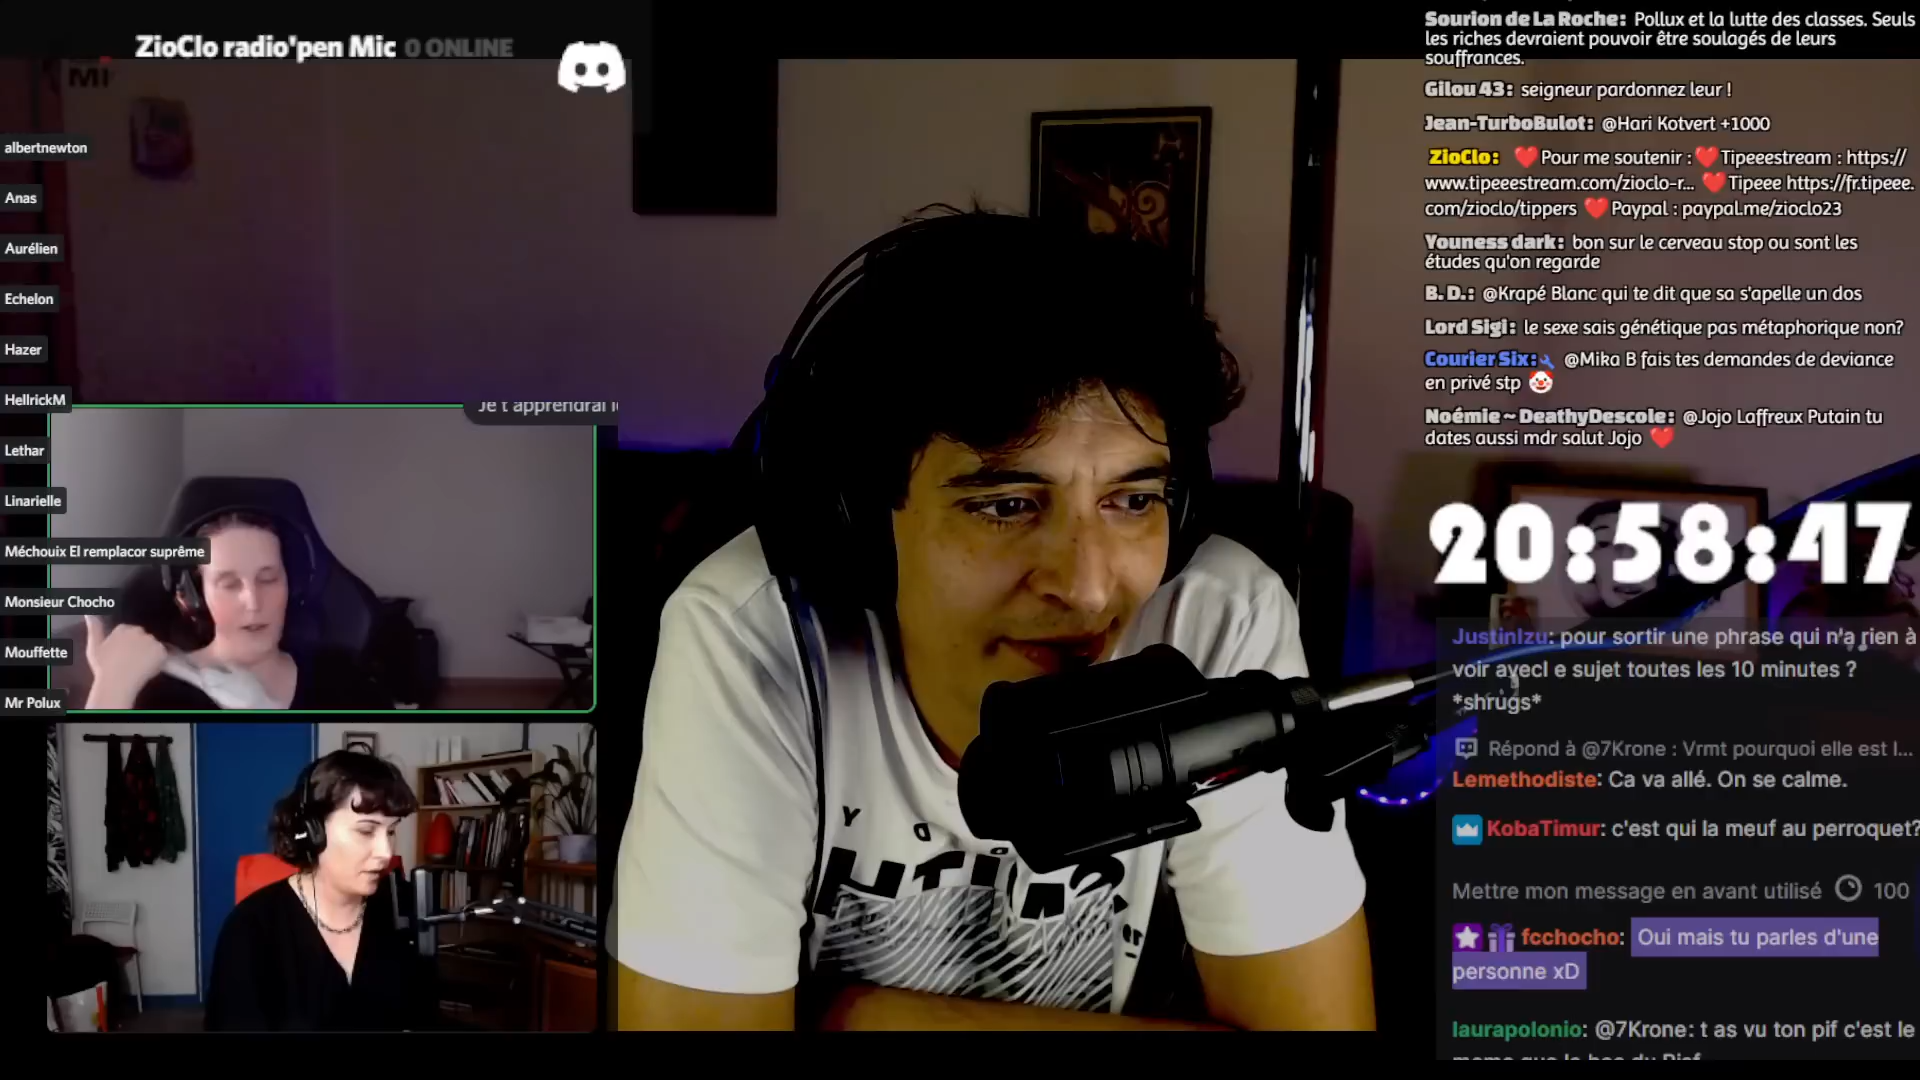 ZioClo radio'pen Mic 0 ONLINE
MI
albertnewton
Anas
Aurélien
Echelon
Hazer
HellrickM
Lethar
Linarielle
Méchouix El remplacor suprême
Monsieur Chocho
Mouffette
Mr Polux
Je t'apprendrai
Sourion de La Roche: Pollux et la lutte des classes. Seuls
les riches devraient pouvoir être soulagés de leurs
souffrances.
Gilou 43: seigneur pardonnez leur !
Jean-TurboBulot: @Hari Kotvert +1000
ZioClo: ❤️Pour me soutenir :❤️Tipeeestream : https://
www.tipeeestream.com/zioclo-r... ❤️Tipeee https://fr.tipeee.
com/zioclo/tippers ❤️Paypal : paypal.me/zioclo23
Youness dark: bon sur le cerveau stop ou sont les
études qu'on regarde
B. D.: @Krapé Blanc qui te dit que sa s'apelle un dos
Lord Sigi: le sexe sais génétique pas métaphorique non?
Courier Six:🔧 @Mika B fais tes demandes de deviance
en privé stp 🤡
Noémie ~ DeathyDescole: @Jojo Laffreux Putain tu
dates aussi mdr salut Jojo ❤️
20:58:47
JustinIzu: pour sortir une phrase qui n'a rien à
voir avecl e sujet toutes les 10 minutes ?
*shrugs*
Répond à @7Krone : Vrmt pourquoi elle est l...
Lemethodiste: Ca va allé. On se calme.
KobaTimur: c'est qui la meuf au perroquet?
Mettre mon message en avant utilisé 100
fcchocho: Oui mais tu parles d'une
personne xD
laurapolonio: @7Krone: t as vu ton pif c'est le